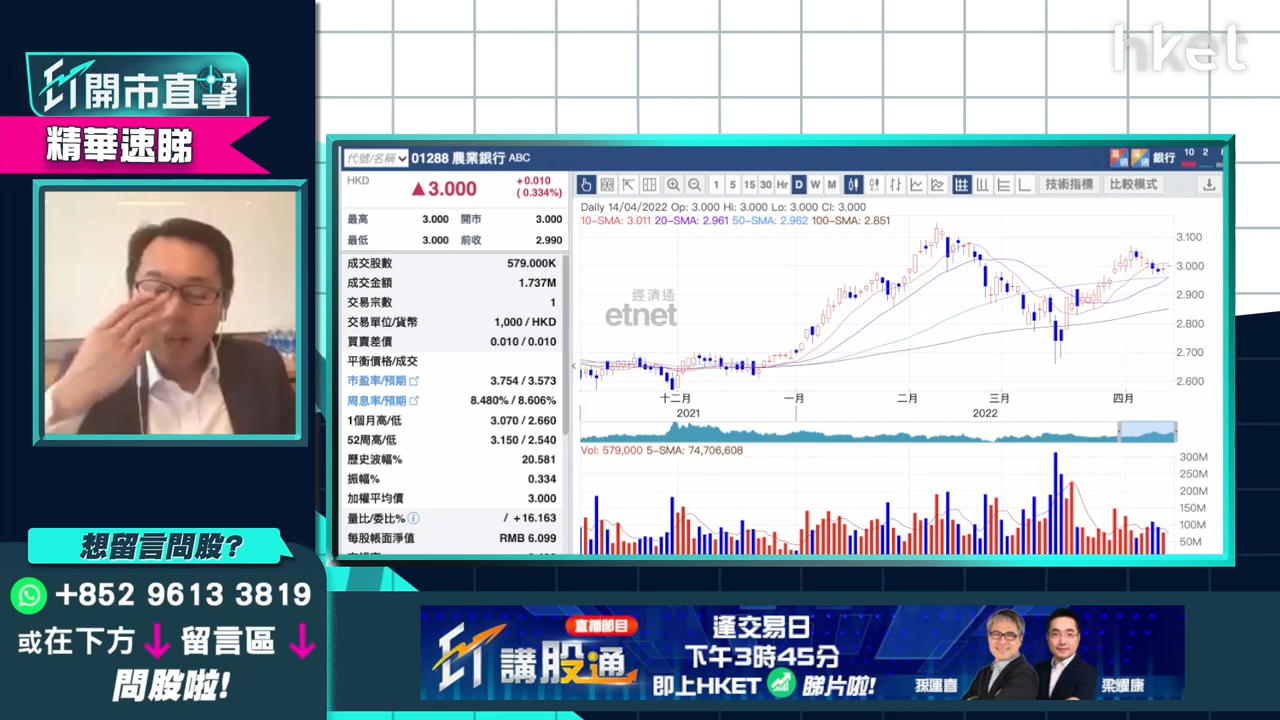 hket
ET開市直擊
精華速睇
代號/名稱 01288 農業銀行 ABC
銀行 10 2
HKD
▲3.000
+0.010
(0.334%)
最高 3.000 開市 3.000
最低 3.000 前收 2.990
成交股數 579.000K
成交金額 1.737M
交易宗數 1
交易單位/貨幣 1,000 / HKD
買賣差價 0.010 / 0.010
平衡價格/成交
市盈率/預期 3.754 / 3.573
周息率/預期 8.480% / 8.606%
1個月高/低 3.070 / 2.660
52周高/低 3.150 / 2.540
歷史波幅% 20.581
振幅% 0.334
加權平均價 3.000
量比/委比% / +16.163
每股帳面淨值 RMB 6.099
1 5 15 30 Hr D W M 技術指標 比較模式
Daily 14/04/2022 Op: 3.000 Hi: 3.000 Lo: 3.000 Cl: 3.000
10-SMA: 3.011 20-SMA: 2.961 50-SMA: 2.962 100-SMA: 2.851
經濟通
etnet
3.100
3.000
2.900
2.800
2.700
2.600
十二月 一月 二月 三月 四月
2021 2022
Vol: 579,000 5-SMA: 74,706,608
300M
250M
200M
150M
100M
50M
想留言問股?
+852 9613 3819
或在下方↓留言區↓
問股啦!
ET講股通
直播節目
逢交易日
下午3時45分
即上HKET 睇片啦!
孫運喜
梁耀康